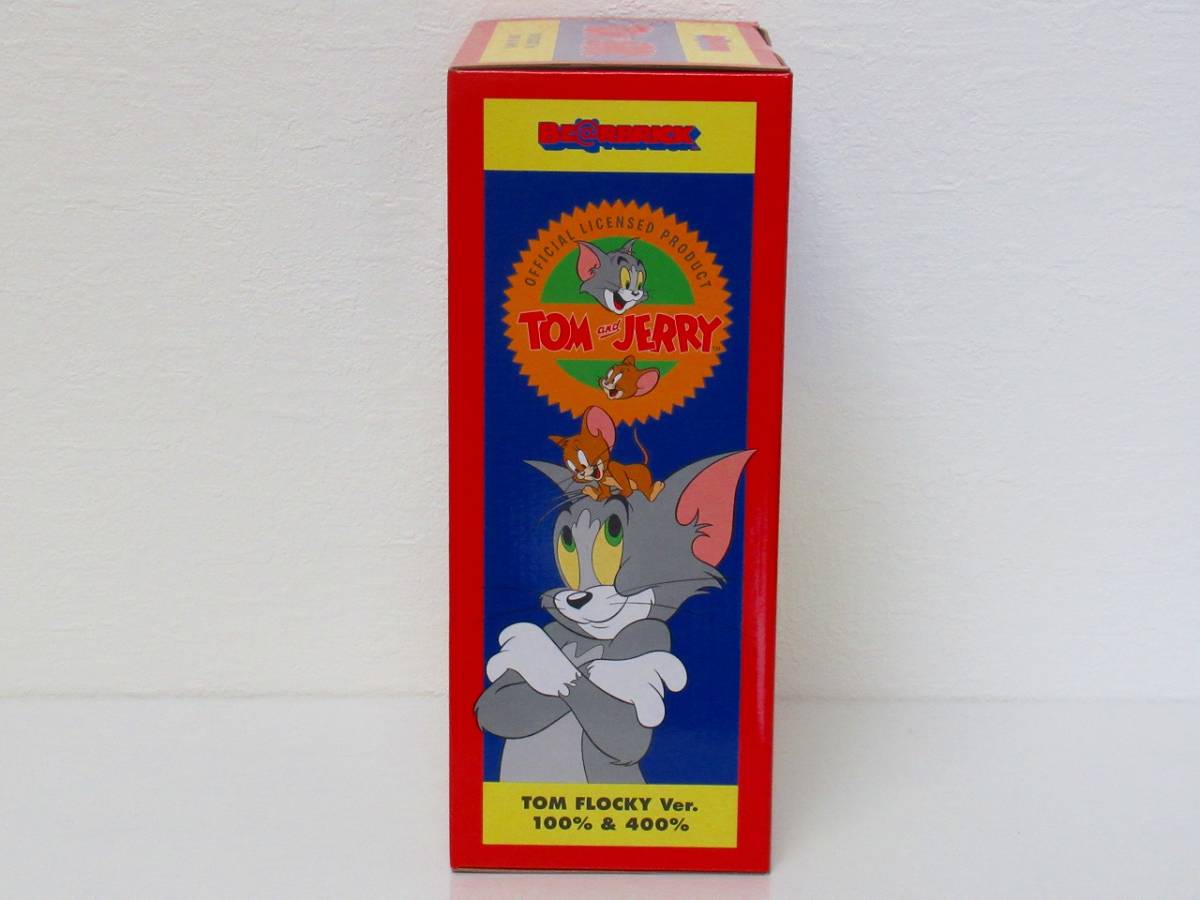 BE@RBRICK
OFFICIAL LICENSED PRODUCT
TOM and JERRY
TOM FLOCKY Ver.
100% & 400%